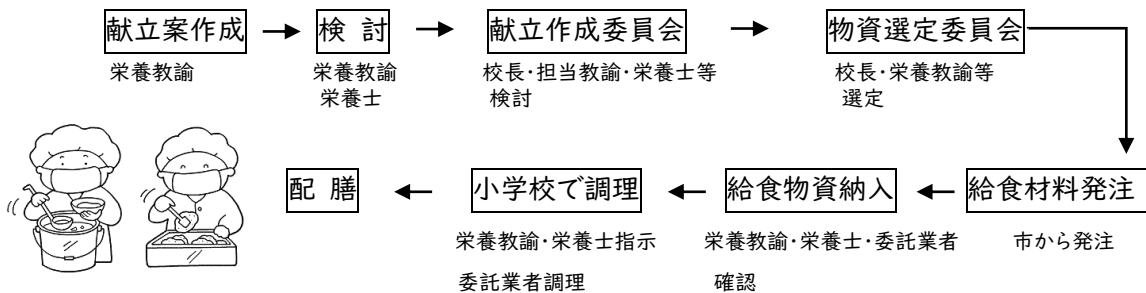 献立案作成 → 検 討 → 献立作成委員会 → 物資選定委員会
栄養教諭
栄養教諭
栄養士
校長・担当教諭・栄養士等
検討
校長・栄養教諭等
選定
給食材料発注
市から発注
給食物資納入
栄養教諭・栄養士・委託業者
確認
小学校で調理
栄養教諭・栄養士指示
委託業者調理
配 膳